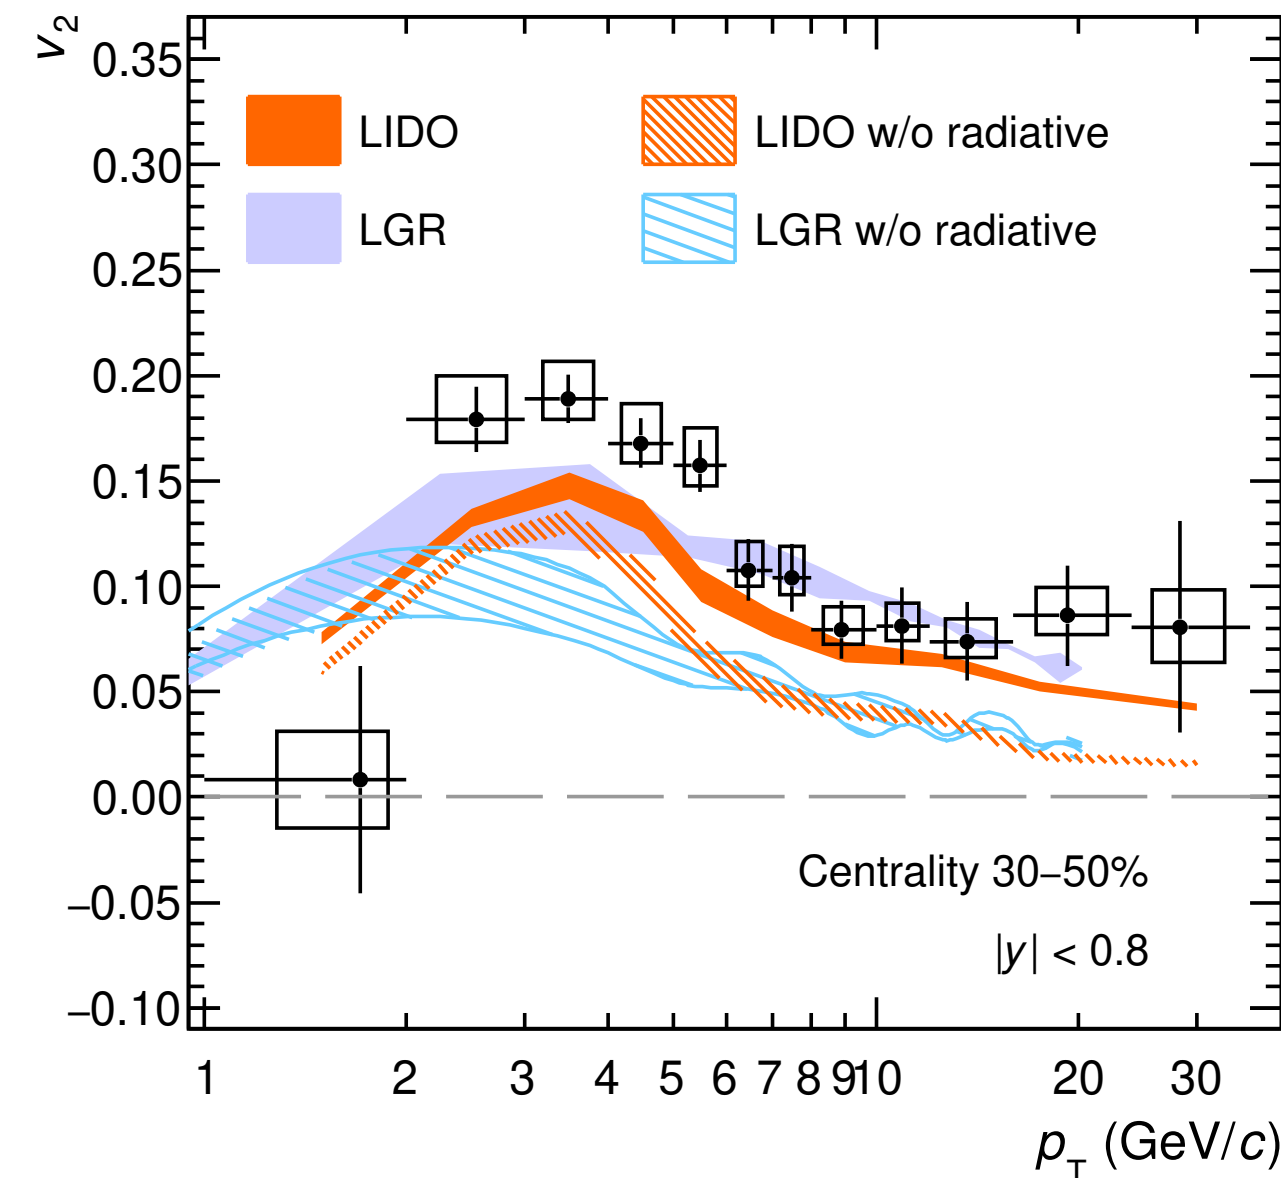 v2
0.35
0.30
0.25
0.20
0.15
0.10
0.05
0.00
−0.05
−0.10
LIDO
LIDO w/o radiative
LGR
LGR w/o radiative
Centrality 30–50%
|y| < 0.8
1 2 3 4 5 6 7 8 9 10 20 30
pT (GeV/c)